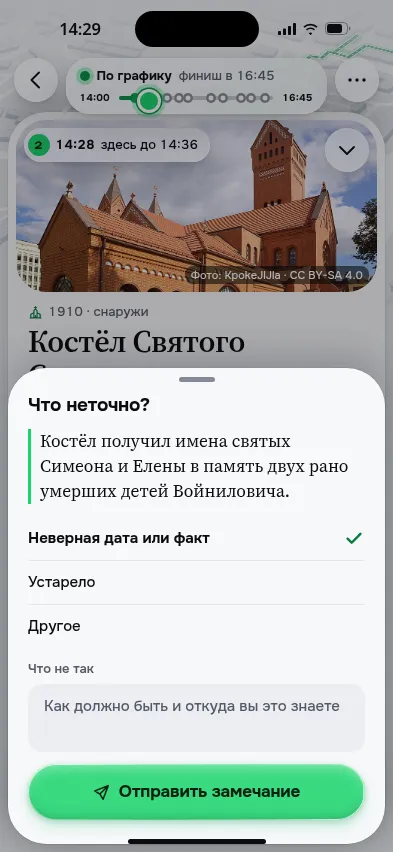 14:29
По графику финиш в 16:45
14:00 16:45
2 14:28 здесь до 14:36
Фото: KpokeJlJla · CC BY-SA 4.0
1910 · снаружи
Костёл Святого
Что неточно?
Костёл получил имена святых
Симеона и Елены в память двух рано
умерших детей Войниловича.
Неверная дата или факт
Устарело
Другое
Что не так
Как должно быть и откуда вы это знаете
Отправить замечание